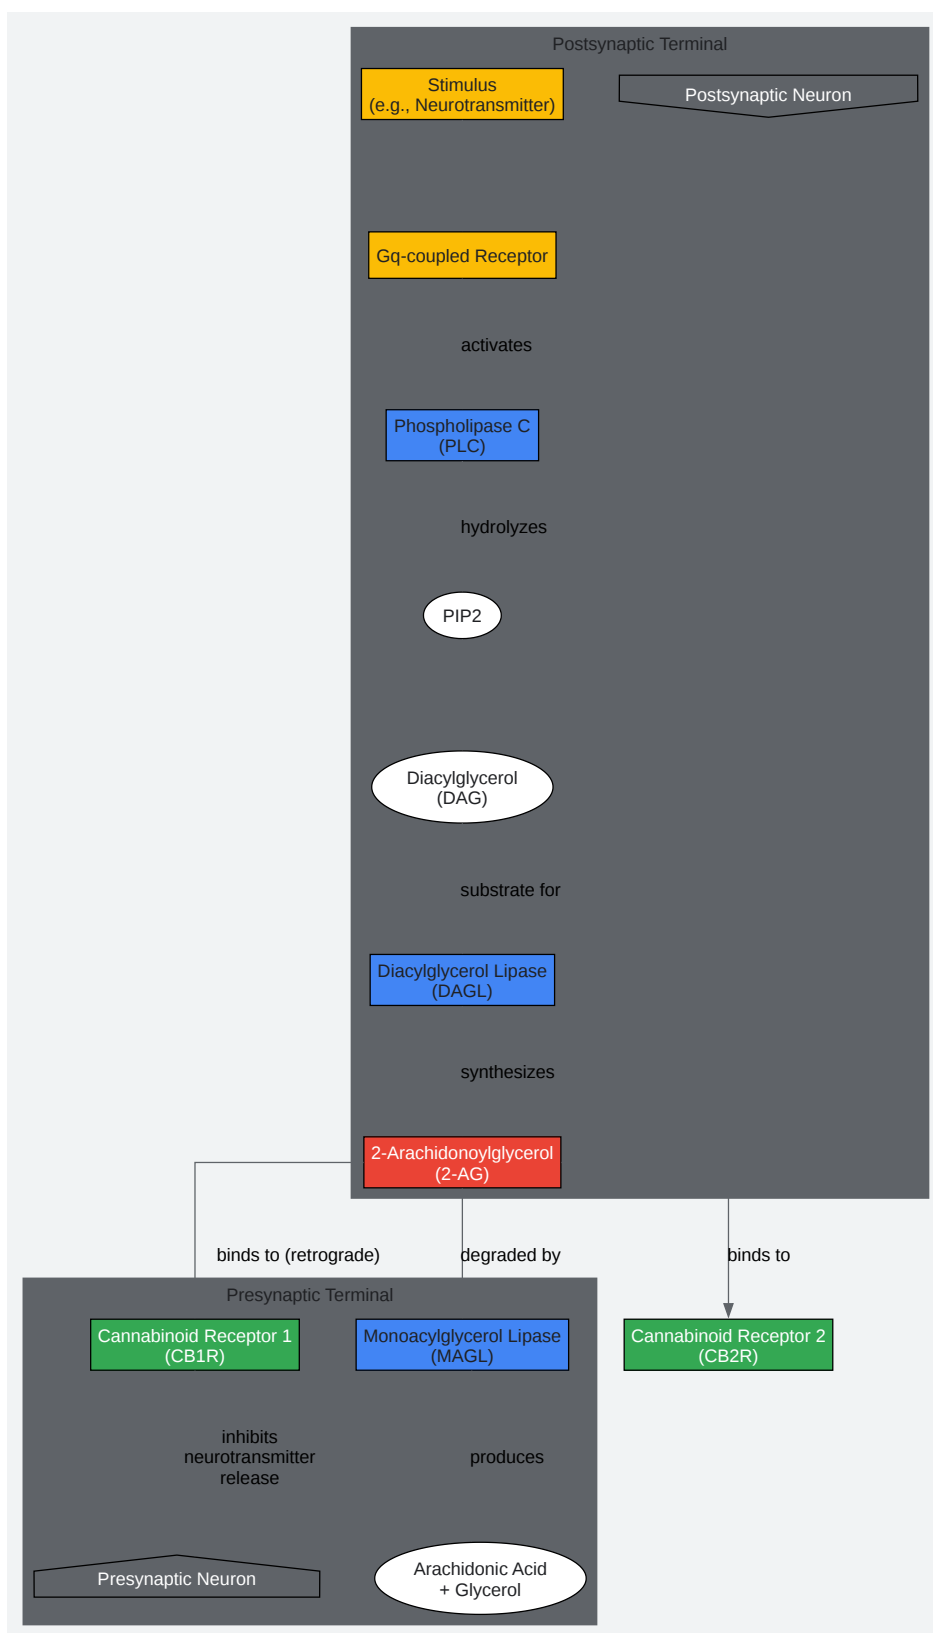 Postsynaptic Terminal
Stimulus
(e.g., Neurotransmitter)
Postsynaptic Neuron
Gq-coupled Receptor
activates
Phospholipase C
(PLC)
hydrolyzes
PIP2
Diacylglycerol
(DAG)
substrate for
Diacylglycerol Lipase
(DAGL)
synthesizes
2-Arachidonoylglycerol
(2-AG)
binds to (retrograde)
degraded by
binds to
Presynaptic Terminal
Cannabinoid Receptor 1
(CB1R)
Monoacylglycerol Lipase
(MAGL)
Cannabinoid Receptor 2
(CB2R)
inhibits
neurotransmitter
release
produces
Presynaptic Neuron
Arachidonic Acid
+ Glycerol